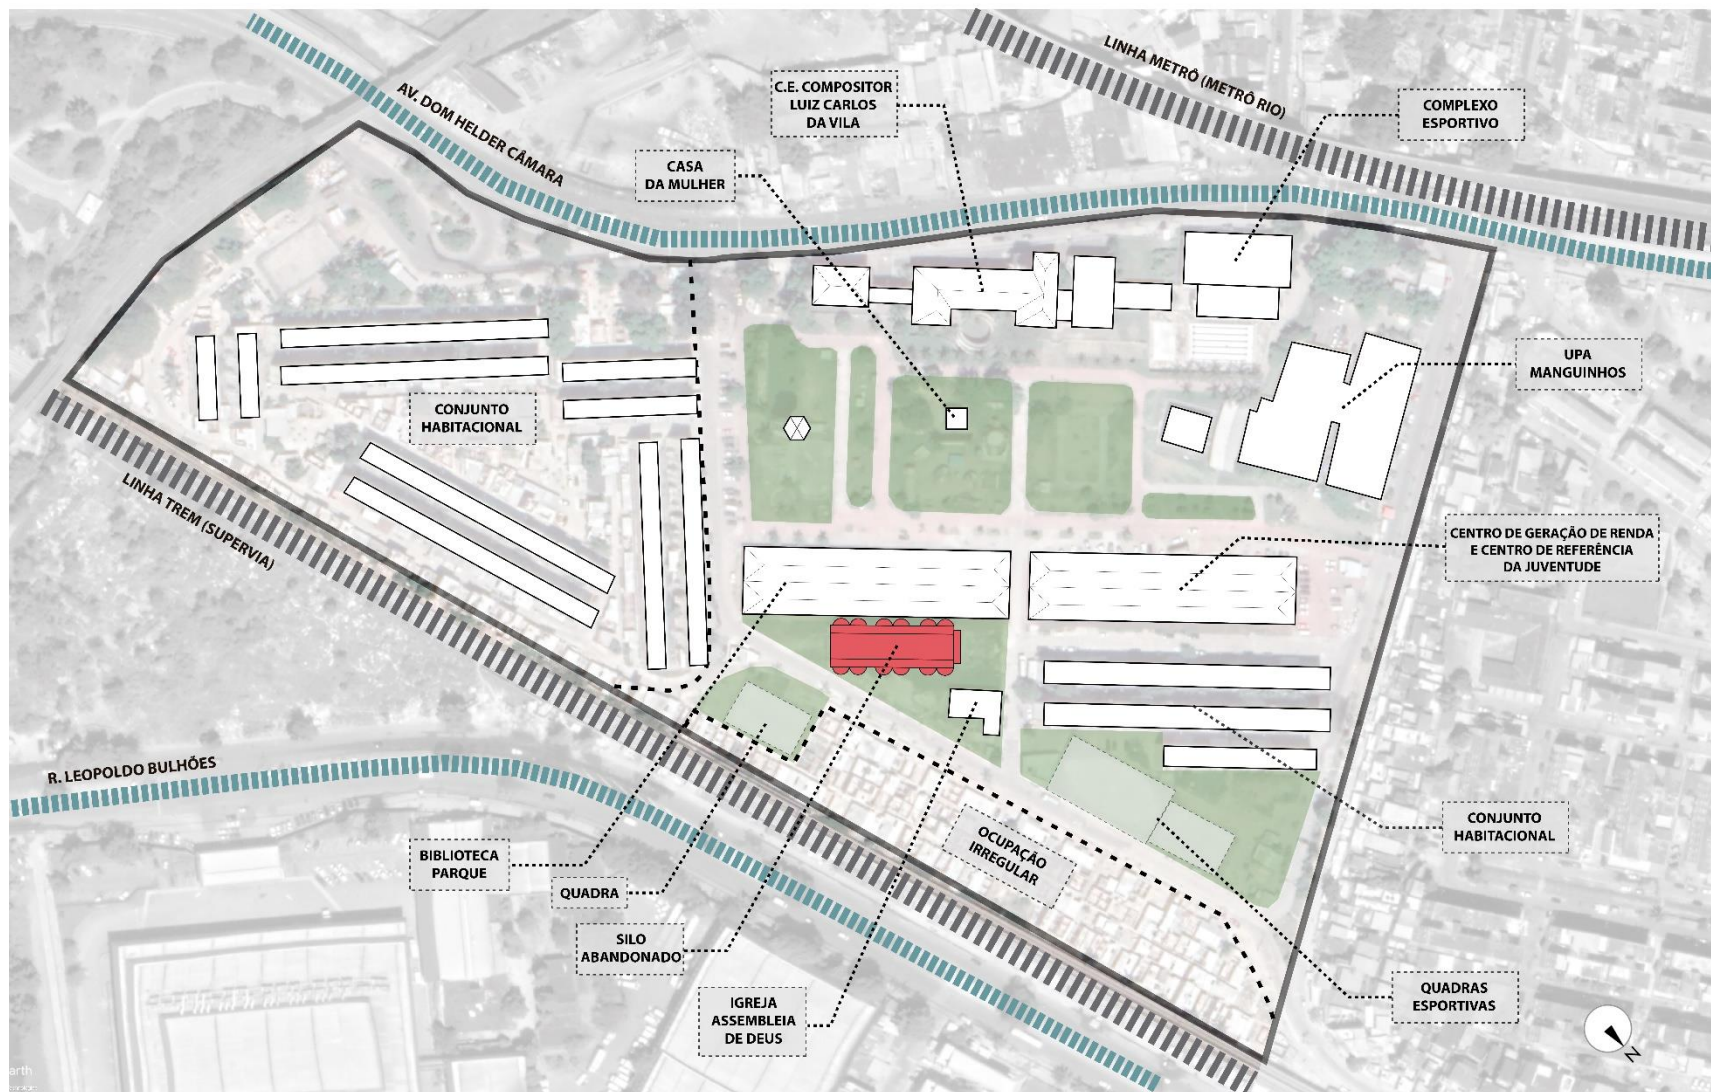 LINHA METRÔ (METRÔ RIO)
AV. DOM HELDER CÂMARA
C.E. COMPOSITOR
LUIZ CARLOS
DA VILA
COMPLEXO
ESPORTIVO
CASA
DA MULHER
UPA
MANGUINHOS
CONJUNTO
HABITACIONAL
LINHA TREM (SUPERVIA)
CENTRO DE GERAÇÃO DE RENDA
E CENTRO DE REFERÊNCIA
DA JUVENTUDE
R. LEOPOLDO BULHÕES
CONJUNTO
HABITACIONAL
OCUPAÇÃO
IRREGULAR
BIBLIOTECA
PARQUE
QUADRA
SILO
ABANDONADO
IGREJA
ASSEMBLEIA
DE DEUS
QUADRAS
ESPORTIVAS
N
arth